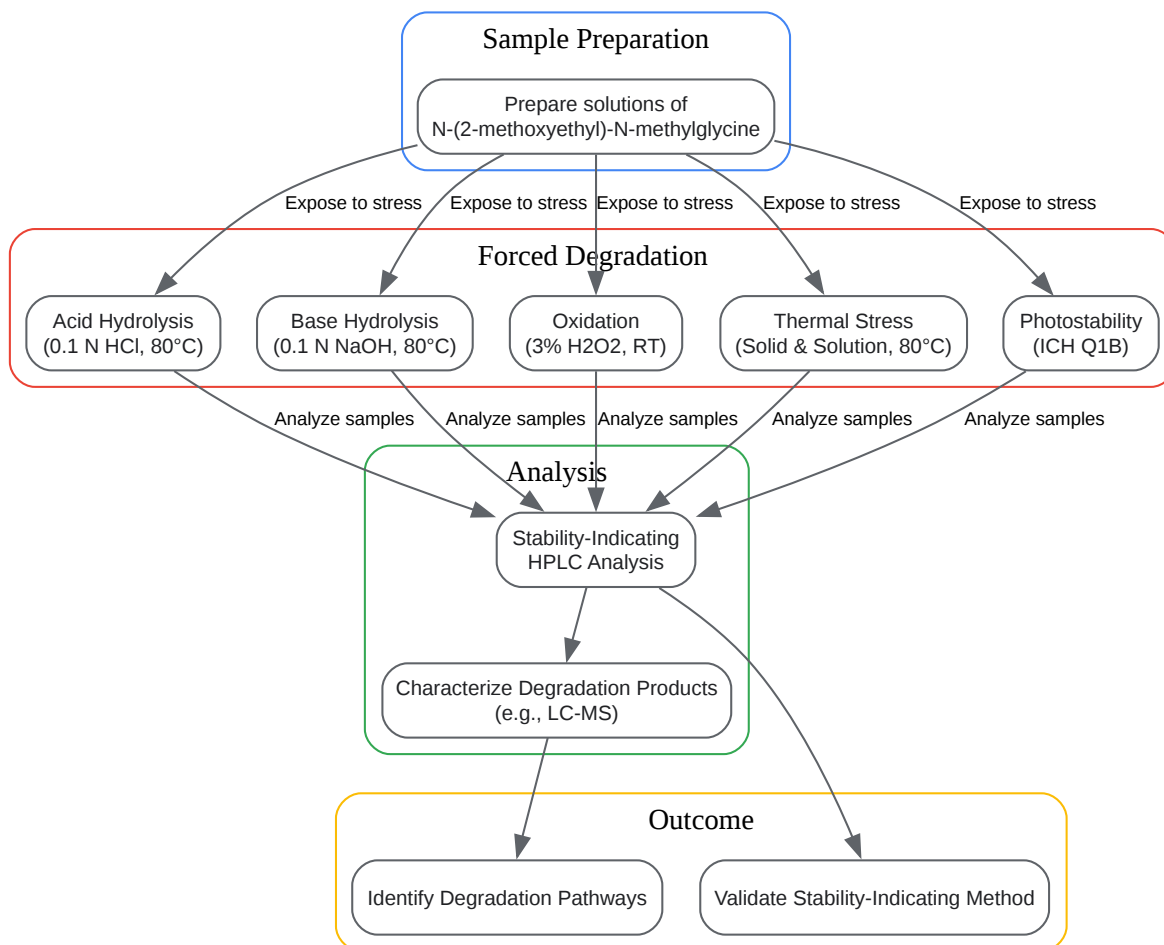 Sample Preparation
Prepare solutions of
N-(2-methoxyethyl)-N-methylglycine
Expose to stress
Expose to stress
Expose to stress
Expose to stress
Expose to stress
Forced Degradation
Acid Hydrolysis
(0.1 N HCl, 80°C)
Base Hydrolysis
(0.1 N NaOH, 80°C)
Oxidation
(3% H2O2, RT)
Thermal Stress
(Solid & Solution, 80°C)
Photostability
(ICH Q1B)
Analyze samples
Analyze samples
Analyze samples
Analyze samples
Analyze samples
Analysis
Stability-Indicating
HPLC Analysis
Characterize Degradation Products
(e.g., LC-MS)
Outcome
Identify Degradation Pathways
Validate Stability-Indicating Method